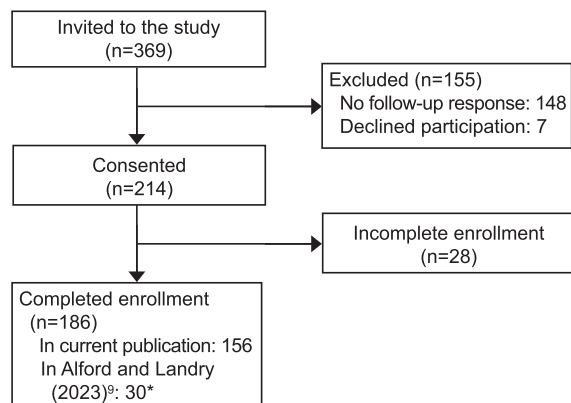 Invited to the study
(n=369)
Excluded (n=155)
No follow-up response: 148
Declined participation: 7
Consented
(n=214)
Incomplete enrollment
(n=28)
Completed enrollment
(n=186)
In current publication: 156
In Alford and Landry
(2023)⁹: 30*